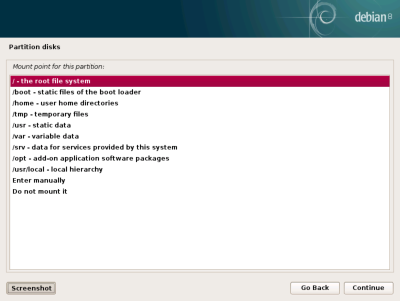 debian
Partition disks
Mount point for this partition:
/ - the root file system
/boot - static files of the boot loader
/home - user home directories
/tmp - temporary files
/usr - static data
/var - variable data
/srv - data for services provided by this system
/opt - add-on application software packages
/usr/local - local hierarchy
Enter manually
Do not mount it
Screenshot
Go Back
Continue